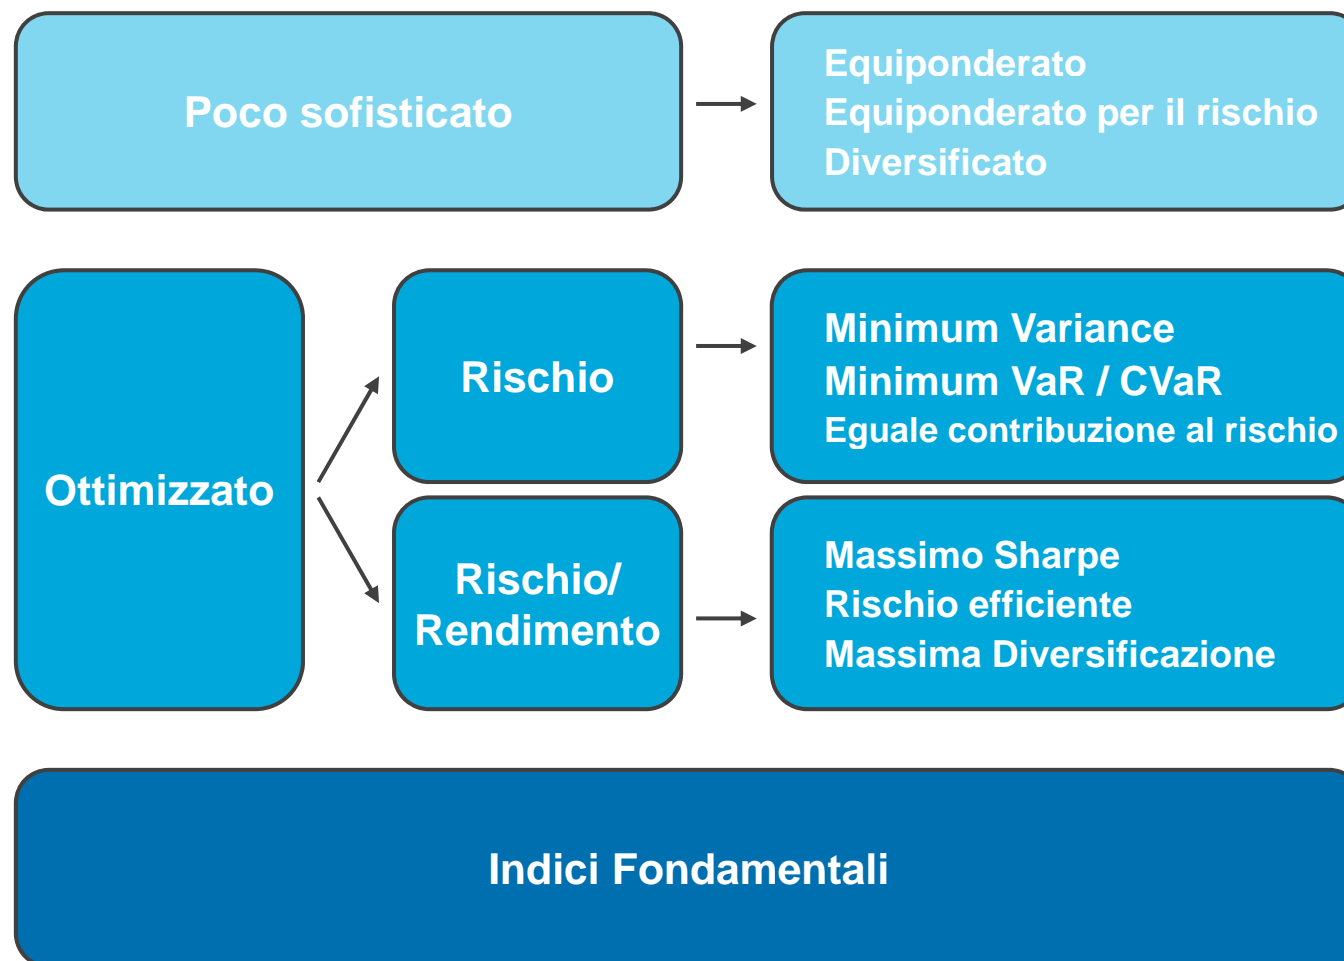 Poco sofisticato
Equiponderato
Equiponderato per il rischio
Diversificato
Ottimizzato
Rischio
Minimum Variance
Minimum VaR / CVaR
Eguale contribuzione al rischio
Rischio/
Rendimento
Massimo Sharpe
Rischio efficiente
Massima Diversificazione
Indici Fondamentali